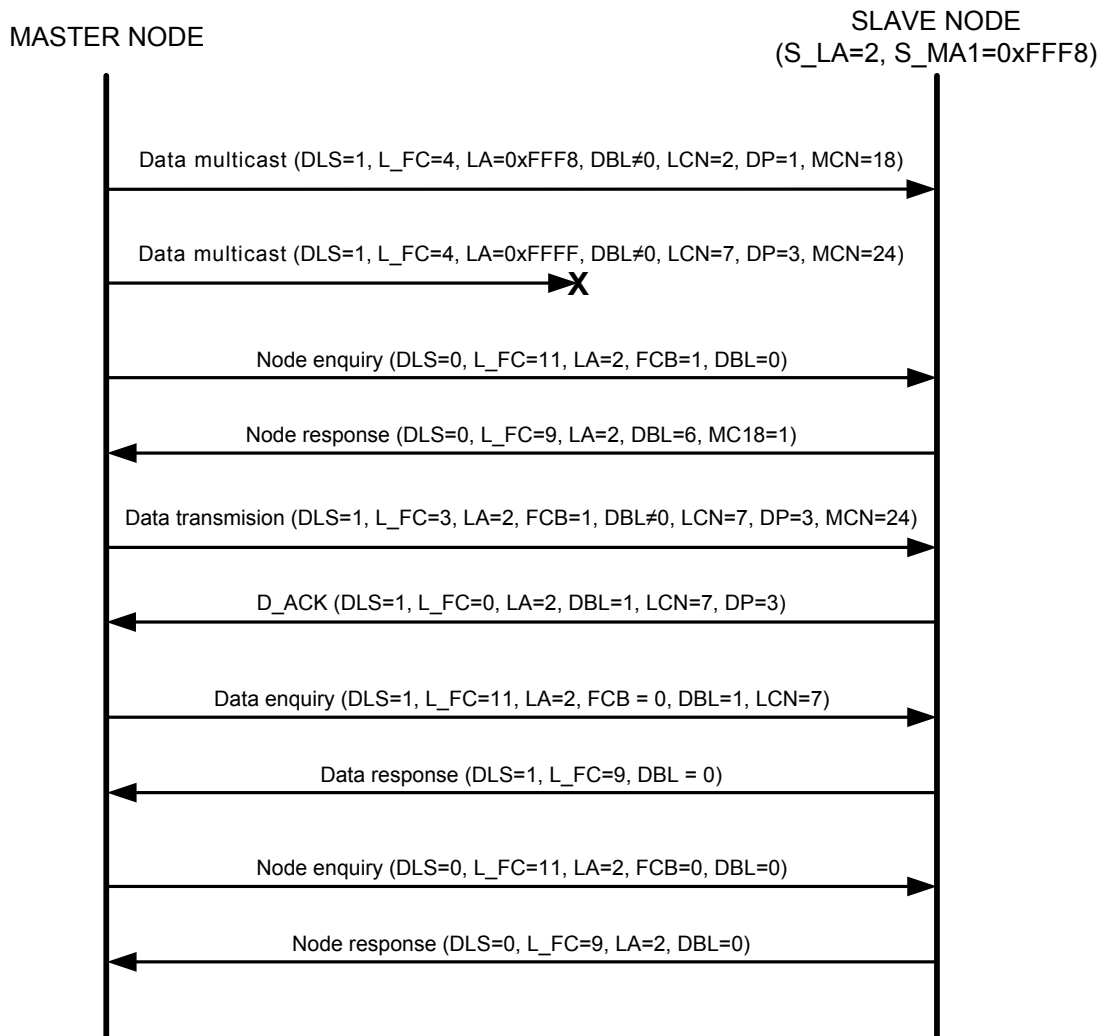 MASTER NODE
SLAVE NODE
(S_LA=2, S_MA1=0xFFF8)
Data multicast (DLS=1, L_FC=4, LA=0xFFF8, DBL≠0, LCN=2, DP=1, MCN=18)
Data multicast (DLS=1, L_FC=4, LA=0xFFFF, DBL≠0, LCN=7, DP=3, MCN=24)
X
Node enquiry (DLS=0, L_FC=11, LA=2, FCB=1, DBL=0)
Node response (DLS=0, L_FC=9, LA=2, DBL=6, MC18=1)
Data transmision (DLS=1, L_FC=3, LA=2, FCB=1, DBL≠0, LCN=7, DP=3, MCN=24)
D_ACK (DLS=1, L_FC=0, LA=2, DBL=1, LCN=7, DP=3)
Data enquiry (DLS=1, L_FC=11, LA=2, FCB = 0, DBL=1, LCN=7)
Data response (DLS=1, L_FC=9, DBL = 0)
Node enquiry (DLS=0, L_FC=11, LA=2, FCB=0, DBL=0)
Node response (DLS=0, L_FC=9, LA=2, DBL=0)